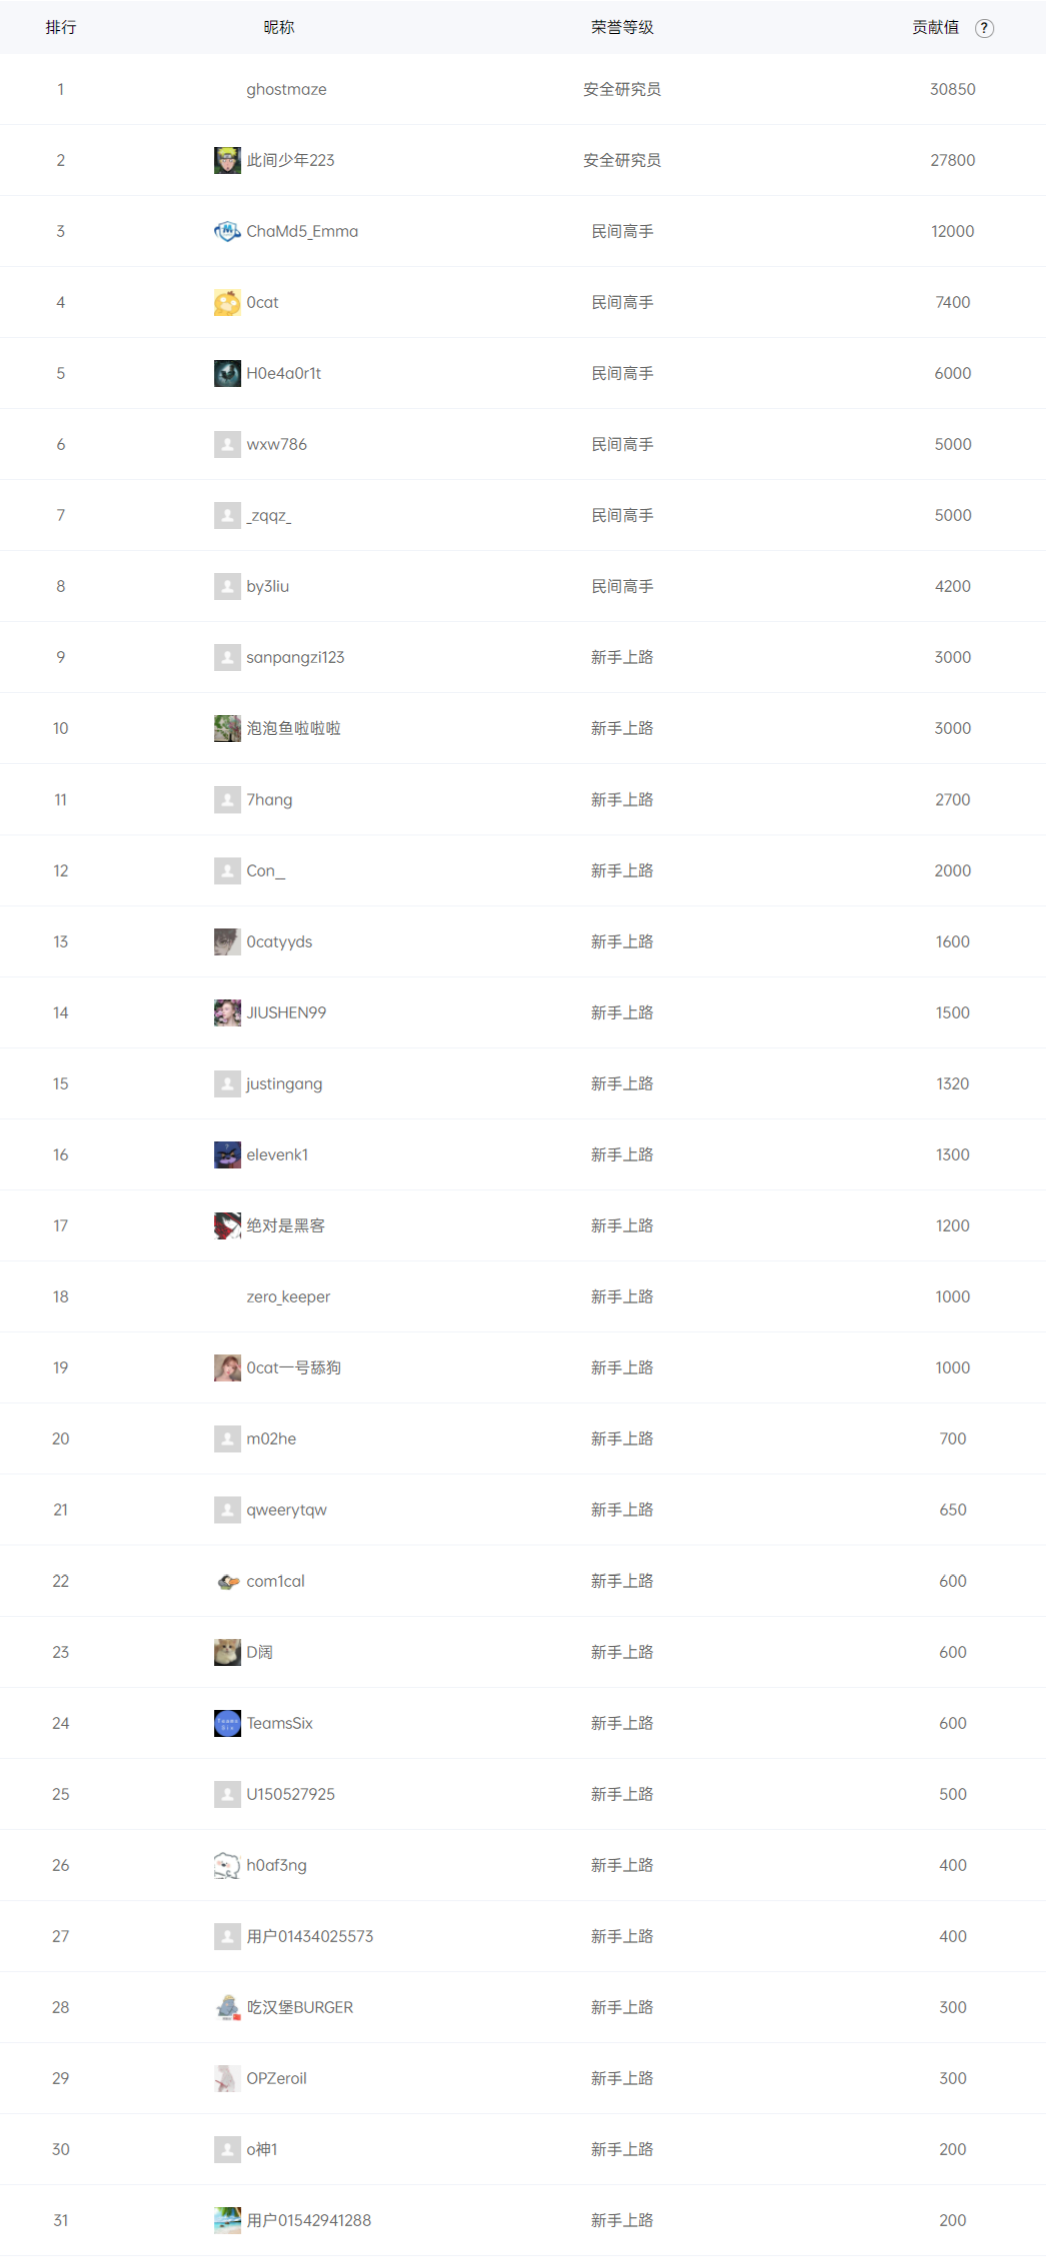 排行 昵称 荣誉等级 贡献值 ?
1 ghostmaze 安全研究员 30850
2 此间少年223 安全研究员 27800
3 ChaMd5_Emma 民间高手 12000
4 0cat 民间高手 7400
5 H0e4a0r1t 民间高手 6000
6 wxw786 民间高手 5000
7 _zqqz_ 民间高手 5000
8 by3liu 民间高手 4200
9 sanpangzi123 新手上路 3000
10 泡泡鱼啦啦啦 新手上路 3000
11 7hang 新手上路 2700
12 Con__ 新手上路 2000
13 0catyyds 新手上路 1600
14 JIUSHEN99 新手上路 1500
15 justingang 新手上路 1320
16 elevenk1 新手上路 1300
17 绝对是黑客 新手上路 1200
18 zero_keeper 新手上路 1000
19 0cat一号舔狗 新手上路 1000
20 m02he 新手上路 700
21 qweerytqw 新手上路 650
22 com1cal 新手上路 600
23 D阔 新手上路 600
24 TeamsSix 新手上路 600
25 U150527925 新手上路 500
26 h0af3ng 新手上路 400
27 用户01434025573 新手上路 400
28 吃汉堡BURGER 新手上路 300
29 OPZeroil 新手上路 300
30 o神1 新手上路 200
31 用户01542941288 新手上路 200